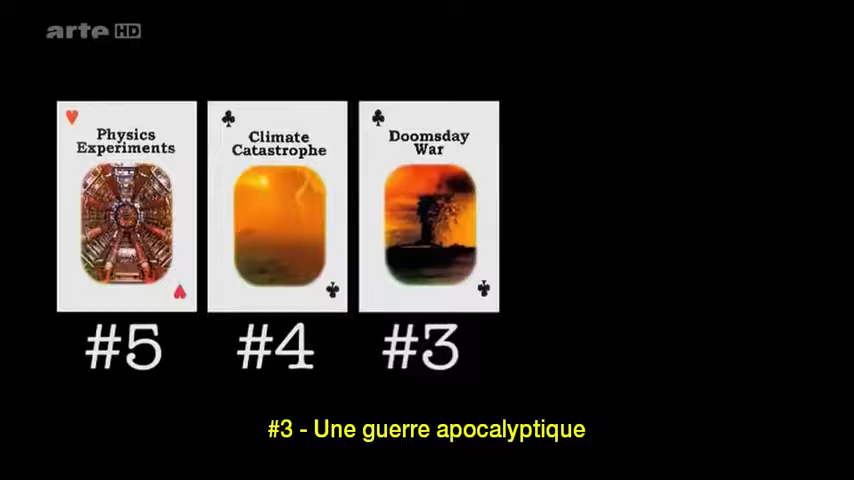 arte HD
Physics
Experiments
Climate
Catastrophe
Doomsday
War
#5
#4
#3
#3 - Une guerre apocalyptique